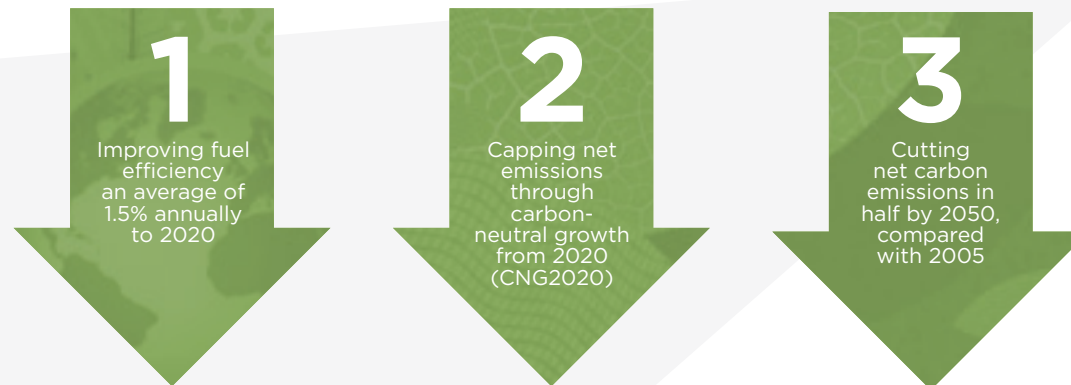 1
Improving fuel
efficiency
an average of
1.5% annually
to 2020
2
Capping net
emissions
through
carbon-
neutral growth
from 2020
(CNG2020)
3
Cutting
net carbon
emissions in
half by 2050,
compared
with 2005